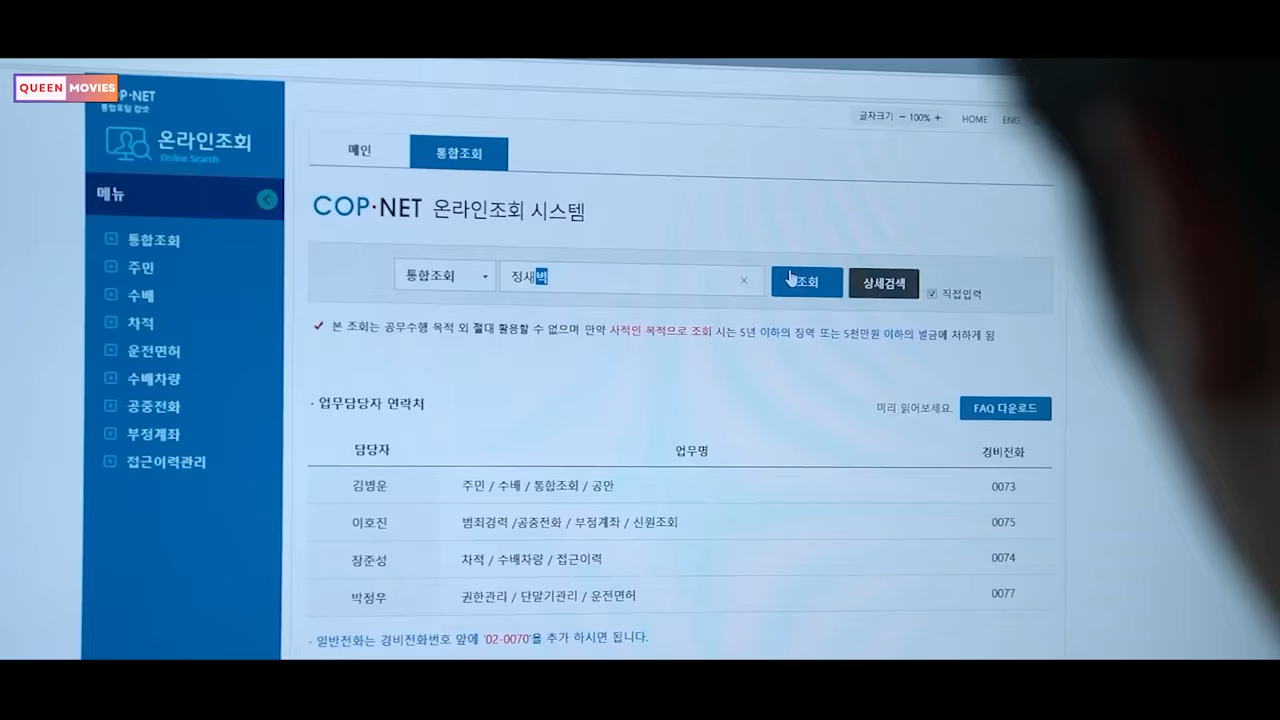 QUEEN MOVIES
P·NET
통합포털 캅넷
온라인조회
Online Search
메뉴
통합조회
주민
수배
차적
운전면허
수배차량
공중전화
부정계좌
접근이력관리
글자크기 － 100% ＋ HOME ENG
메인 통합조회
COP·NET 온라인조회 시스템
통합조회 정새벽 × 조회 상세검색 직접입력
본 조회는 공무수행 목적 외 절대 활용할 수 없으며 만약 사적인 목적으로 조회 시는 5년 이하의 징역 또는 5천만원 이하의 벌금에 처하게 됨
· 업무담당자 연락처 미리 읽어보세요. FAQ 다운로드
담당자 업무명 경비전화
김병운 주민 / 수배 / 통합조회 / 공안 0073
이호진 범죄경력 /공중전화 / 부정계좌 / 신원조회 0075
장준성 차적 / 수배차량 / 접근이력 0074
박정우 권한관리 / 단말기관리 / 운전면허 0077
· 일반전화는 경비전화번호 앞에 '02-0070'을 추가 하시면 됩니다.